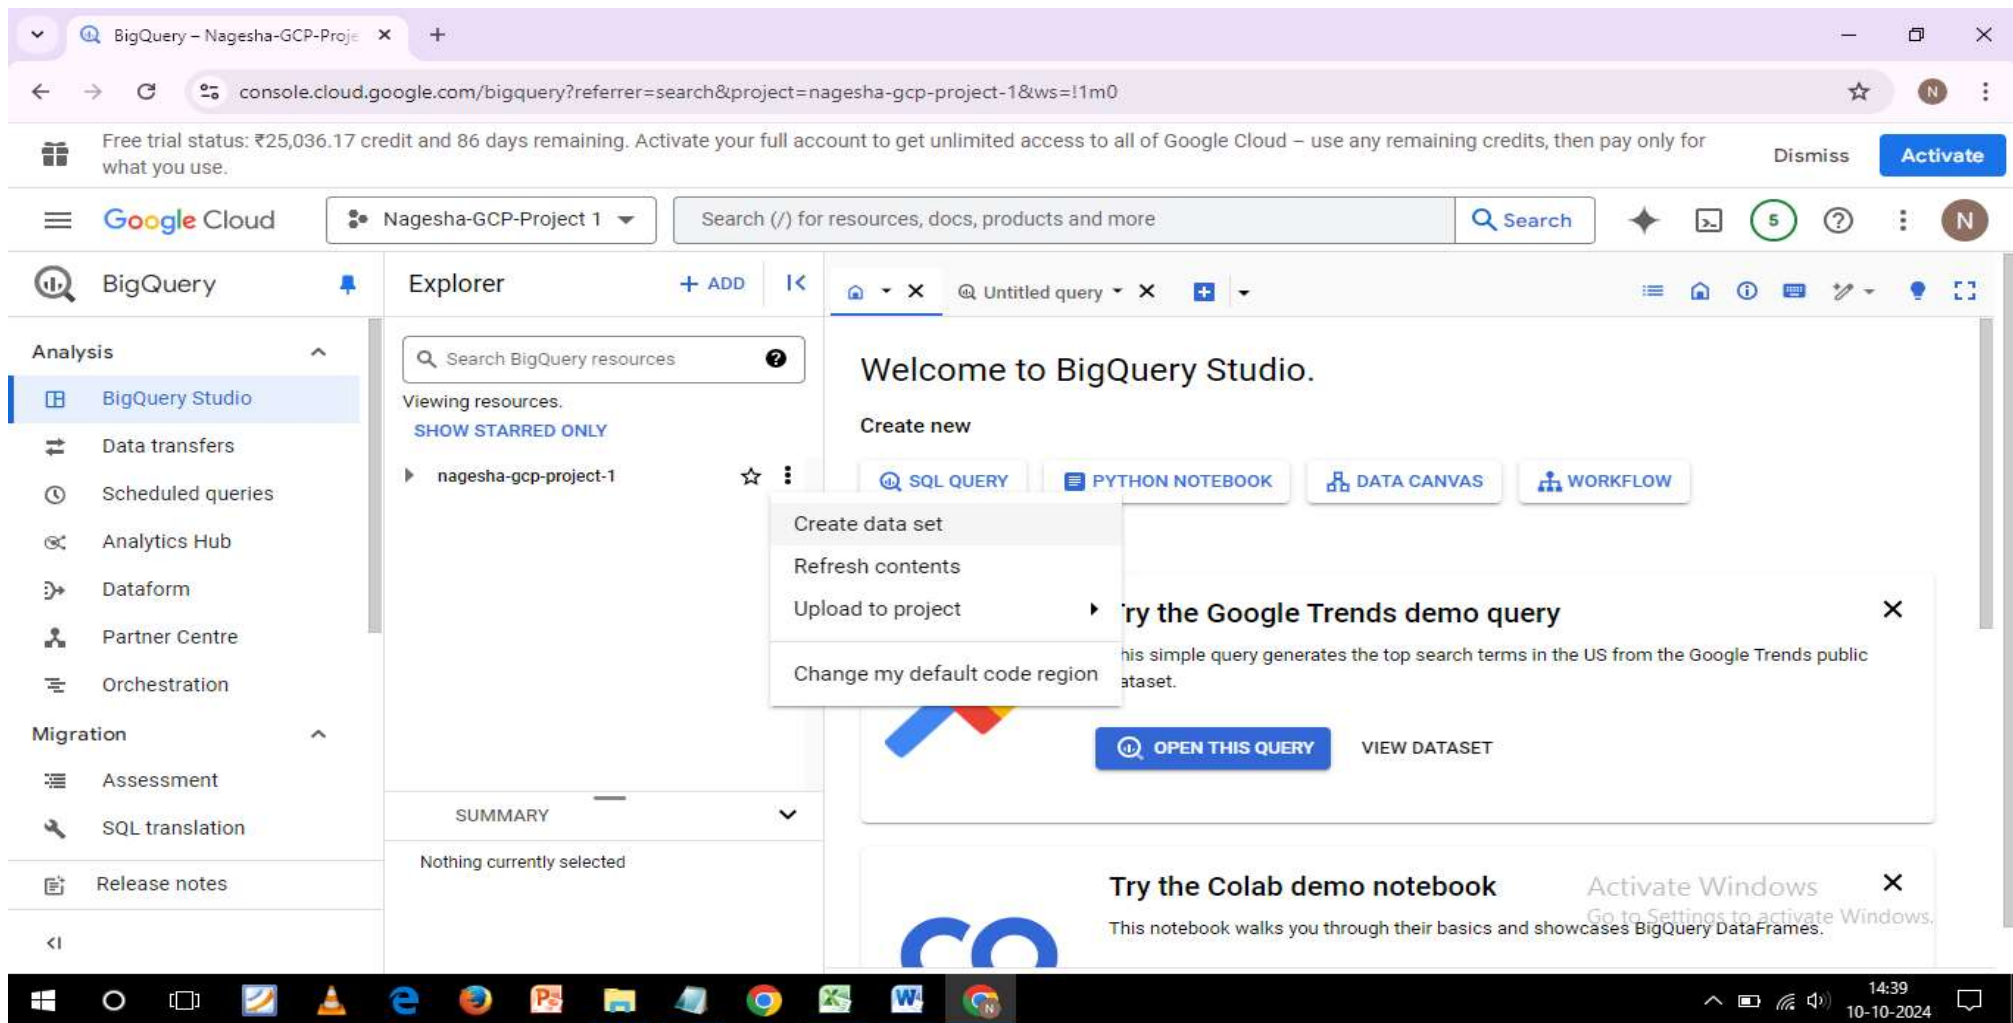 BigQuery – Nagesha-GCP-Proje
console.cloud.google.com/bigquery?referrer=search&project=nagesha-gcp-project-1&ws=!1m0
N
Free trial status: ₹25,036.17 credit and 86 days remaining. Activate your full account to get unlimited access to all of Google Cloud – use any remaining credits, then pay only for
what you use.
Dismiss
Activate
Google Cloud
Nagesha-GCP-Project 1
Search (/) for resources, docs, products and more
Search
5
N
BigQuery
Analysis
BigQuery Studio
Data transfers
Scheduled queries
Analytics Hub
Dataform
Partner Centre
Orchestration
Migration
Assessment
SQL translation
Release notes
Explorer
+ ADD
Search BigQuery resources
Viewing resources.
SHOW STARRED ONLY
nagesha-gcp-project-1
Create data set
Refresh contents
Upload to project
Change my default code region
SUMMARY
Nothing currently selected
Untitled query
Welcome to BigQuery Studio.
Create new
SQL QUERY
PYTHON NOTEBOOK
DATA CANVAS
WORKFLOW
ry the Google Trends demo query
his simple query generates the top search terms in the US from the Google Trends public
ataset.
OPEN THIS QUERY
VIEW DATASET
Try the Colab demo notebook
This notebook walks you through their basics and showcases BigQuery DataFrames.
Activate Windows
Go to Settings to activate Windows.
14:39
10-10-2024